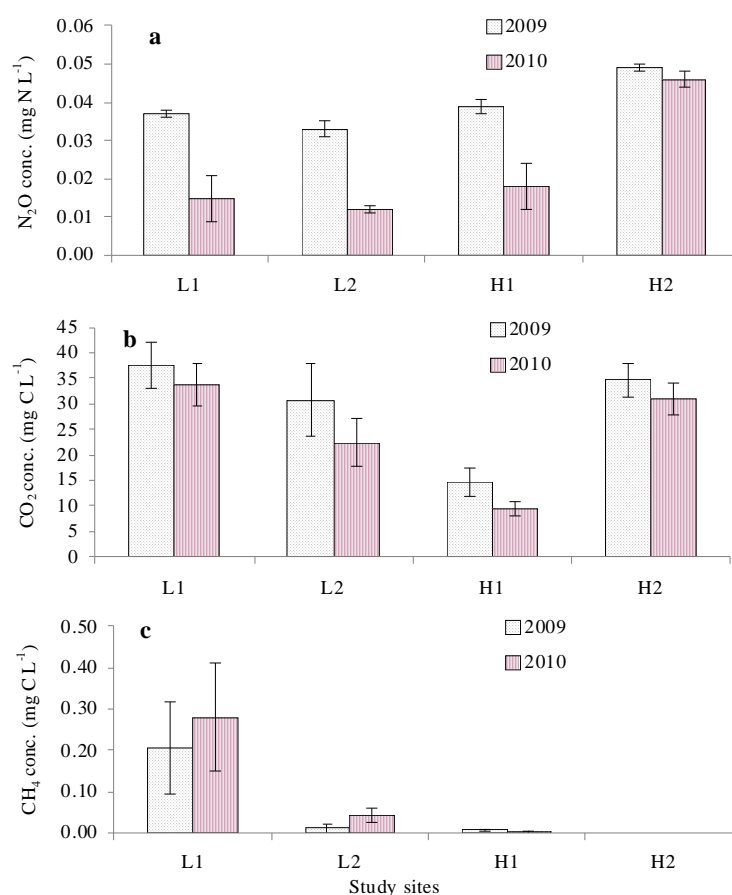 a
2009
2010
N₂O conc. (mg N L⁻¹)
0.06
0.05
0.04
0.03
0.02
0.01
0.00
L1 L2 H1 H2
b
2009
2010
CO₂ conc. (mg C L⁻¹)
45
40
35
30
25
20
15
10
5
0
L1 L2 H1 H2
c
2009
2010
CH₄ conc. (mg C L⁻¹)
0.50
0.40
0.30
0.20
0.10
0.00
L1 L2 H1 H2
Study sites